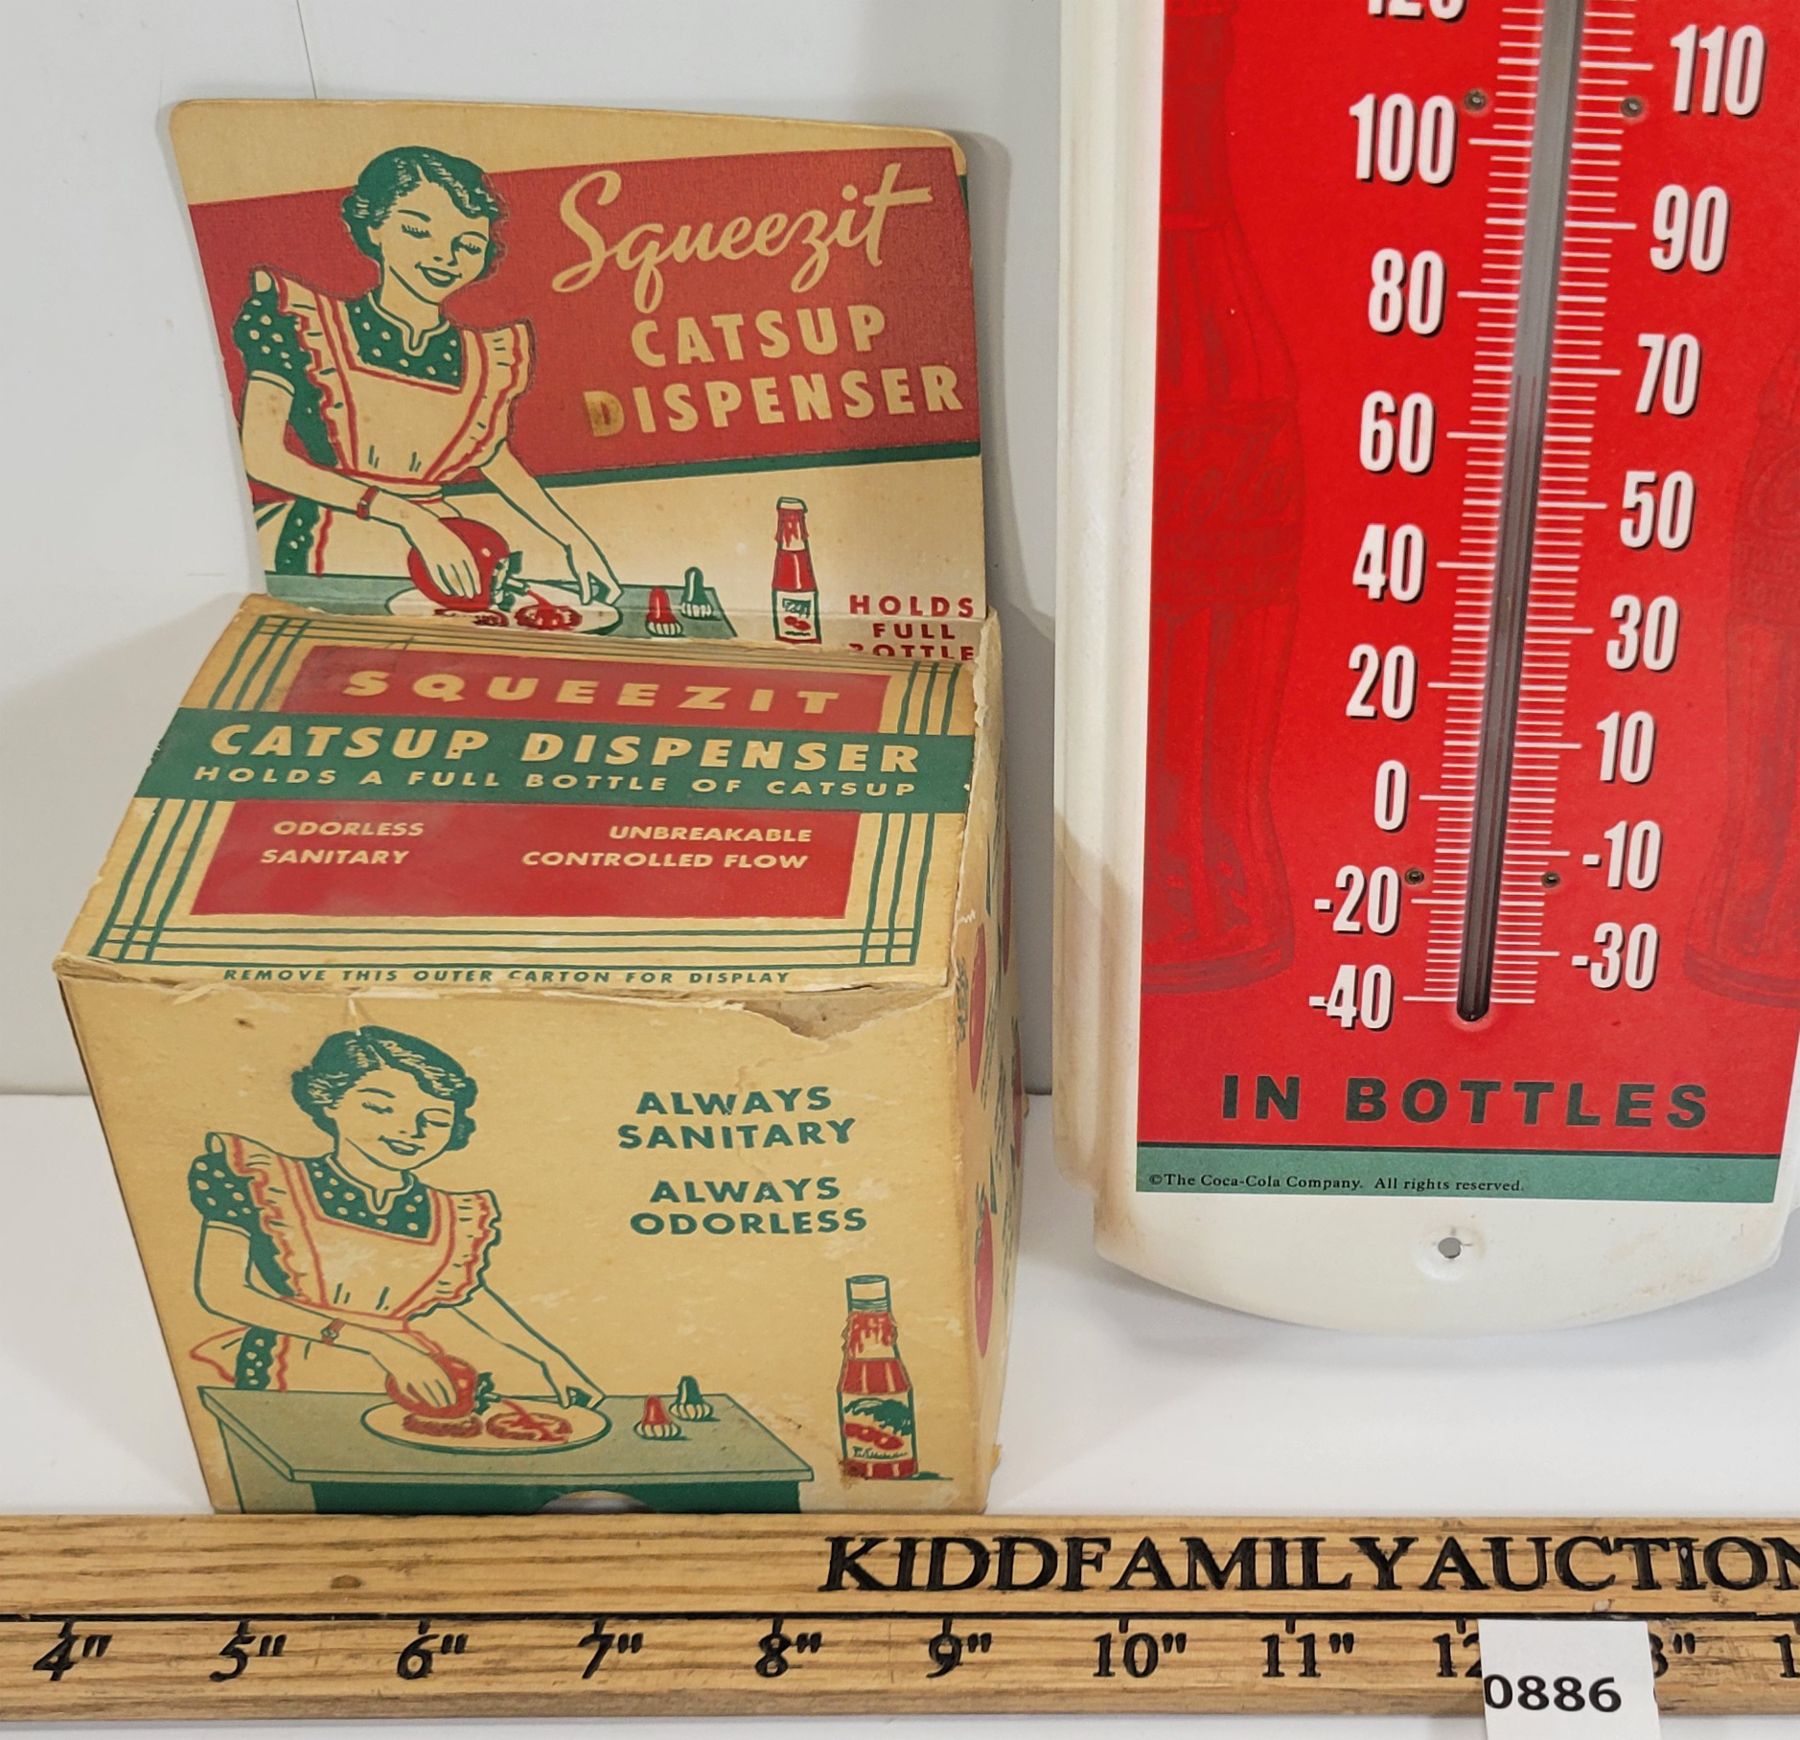 Squeezit
CATSUP
DISPENSER
HOLDS
FULL
BOTTLE
SQUEEZIT
CATSUP DISPENSER
HOLDS A FULL BOTTLE OF CATSUP
ODORLESS
SANITARY
UNBREAKABLE
CONTROLLED FLOW
REMOVE THIS OUTER CARTON FOR DISPLAY
ALWAYS
SANITARY
ALWAYS
ODORLESS
120
110
100
90
80
70
60
50
40
30
20
10
0
-10
-20
-30
-40
IN BOTTLES
©The Coca-Cola Company. All rights reserved.
KIDDFAMILYAUCTION
4" 5" 6" 7" 8" 9" 10" 11"
0886